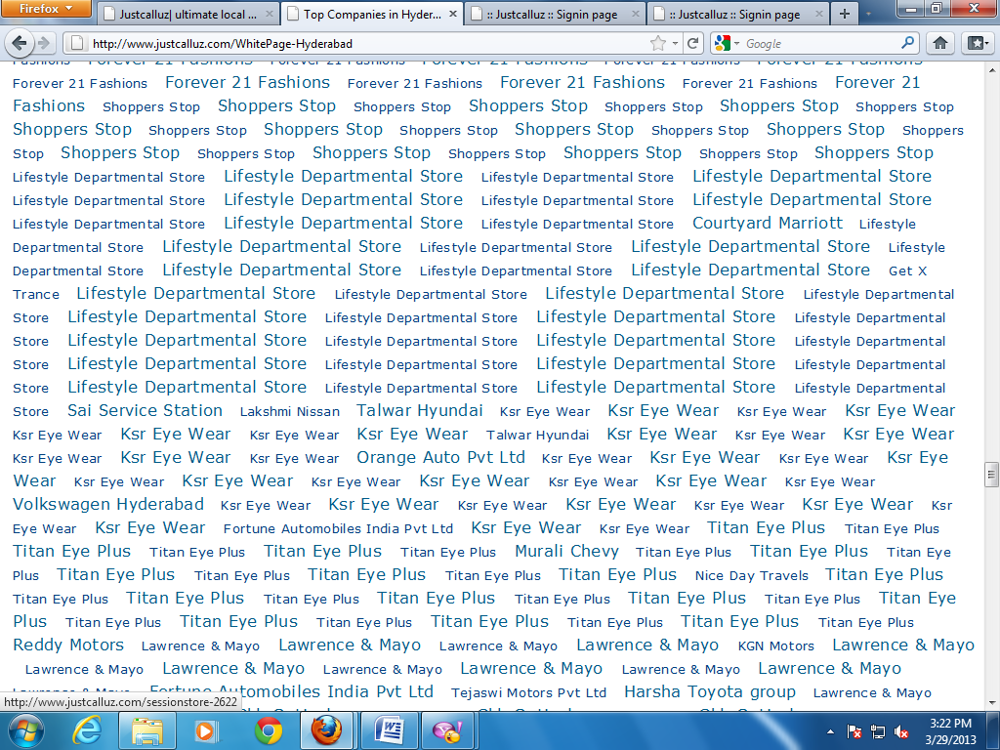 Firefox
Justcalluz| ultimate local ...
Top Companies in Hyder...
:: Justcalluz :: Signin page
:: Justcalluz :: Signin page
http://www.justcalluz.com/WhitePage-Hyderabad
Google
Fashions Forever 21 Fashions Forever 21 Fashions Forever 21 Fashions Forever 21 Fashions Forever 21 Fashions
Forever 21 Fashions Forever 21 Fashions Forever 21 Fashions Forever 21 Fashions Forever 21 Fashions Forever 21
Fashions Shoppers Stop Shoppers Stop Shoppers Stop Shoppers Stop Shoppers Stop Shoppers Stop Shoppers Stop
Shoppers Stop Shoppers Stop Shoppers Stop Shoppers Stop Shoppers Stop Shoppers Stop Shoppers Stop Shoppers
Stop Shoppers Stop Shoppers Stop Shoppers Stop Shoppers Stop Shoppers Stop Shoppers Stop Shoppers Stop
Lifestyle Departmental Store Lifestyle Departmental Store Lifestyle Departmental Store Lifestyle Departmental Store
Lifestyle Departmental Store Lifestyle Departmental Store Lifestyle Departmental Store Lifestyle Departmental Store
Lifestyle Departmental Store Lifestyle Departmental Store Lifestyle Departmental Store Courtyard Marriott Lifestyle
Departmental Store Lifestyle Departmental Store Lifestyle Departmental Store Lifestyle Departmental Store Lifestyle
Departmental Store Lifestyle Departmental Store Lifestyle Departmental Store Lifestyle Departmental Store Get X
Trance Lifestyle Departmental Store Lifestyle Departmental Store Lifestyle Departmental Store Lifestyle Departmental
Store Lifestyle Departmental Store Lifestyle Departmental Store Lifestyle Departmental Store Lifestyle Departmental
Store Lifestyle Departmental Store Lifestyle Departmental Store Lifestyle Departmental Store Lifestyle Departmental
Store Lifestyle Departmental Store Lifestyle Departmental Store Lifestyle Departmental Store Lifestyle Departmental
Store Lifestyle Departmental Store Lifestyle Departmental Store Lifestyle Departmental Store Lifestyle Departmental
Store Sai Service Station Lakshmi Nissan Talwar Hyundai Ksr Eye Wear Ksr Eye Wear Ksr Eye Wear Ksr Eye Wear
Ksr Eye Wear Ksr Eye Wear Ksr Eye Wear Ksr Eye Wear Talwar Hyundai Ksr Eye Wear Ksr Eye Wear Ksr Eye Wear
Ksr Eye Wear Ksr Eye Wear Ksr Eye Wear Orange Auto Pvt Ltd Ksr Eye Wear Ksr Eye Wear Ksr Eye Wear Ksr Eye
Wear Ksr Eye Wear Ksr Eye Wear Ksr Eye Wear Ksr Eye Wear Ksr Eye Wear Ksr Eye Wear Ksr Eye Wear
Volkswagen Hyderabad Ksr Eye Wear Ksr Eye Wear Ksr Eye Wear Ksr Eye Wear Ksr Eye Wear Ksr Eye Wear Ksr
Eye Wear Ksr Eye Wear Fortune Automobiles India Pvt Ltd Ksr Eye Wear Ksr Eye Wear Titan Eye Plus Titan Eye Plus
Titan Eye Plus Titan Eye Plus Titan Eye Plus Titan Eye Plus Murali Chevy Titan Eye Plus Titan Eye Plus Titan Eye
Plus Titan Eye Plus Titan Eye Plus Titan Eye Plus Titan Eye Plus Titan Eye Plus Nice Day Travels Titan Eye Plus
Titan Eye Plus Titan Eye Plus Titan Eye Plus Titan Eye Plus Titan Eye Plus Titan Eye Plus Titan Eye Plus Titan Eye
Plus Titan Eye Plus Titan Eye Plus Titan Eye Plus Titan Eye Plus Titan Eye Plus Titan Eye Plus Titan Eye Plus
Reddy Motors Lawrence & Mayo Lawrence & Mayo Lawrence & Mayo Lawrence & Mayo KGN Motors Lawrence & Mayo
Lawrence & Mayo Lawrence & Mayo Lawrence & Mayo Lawrence & Mayo Lawrence & Mayo Lawrence & Mayo
Lawrence & Mayo Fortune Automobiles India Pvt Ltd Tejaswi Motors Pvt Ltd Harsha Toyota group Lawrence & Mayo
http://www.justcalluz.com/sessionstore-2622
3:22 PM
3/29/2013